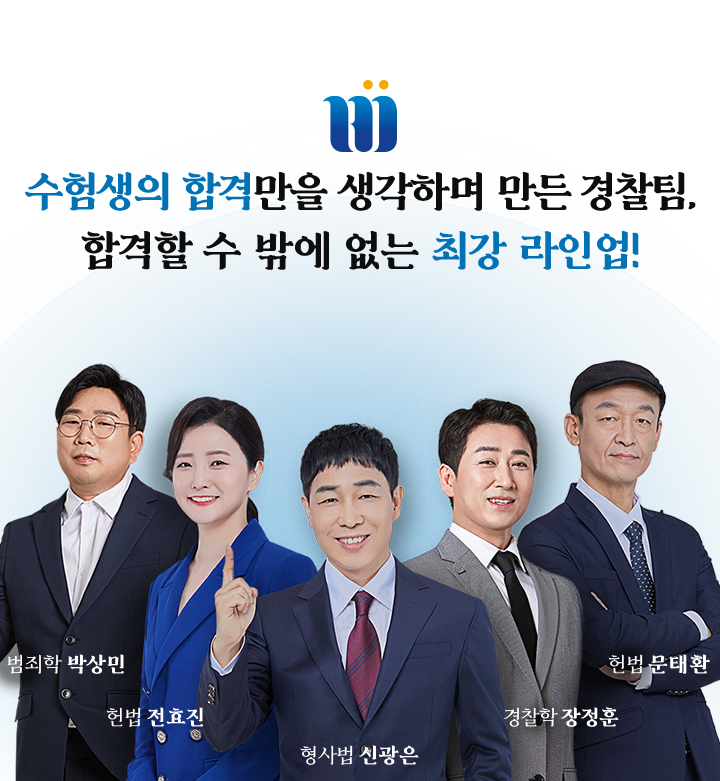 수험생의 합격만을 생각하며 만든 경찰팀,
합격할 수 밖에 없는 최강 라인업!
범죄학 박상민
헌법 문태환
헌법 전효진
경찰학 장정훈
형사법 신광은